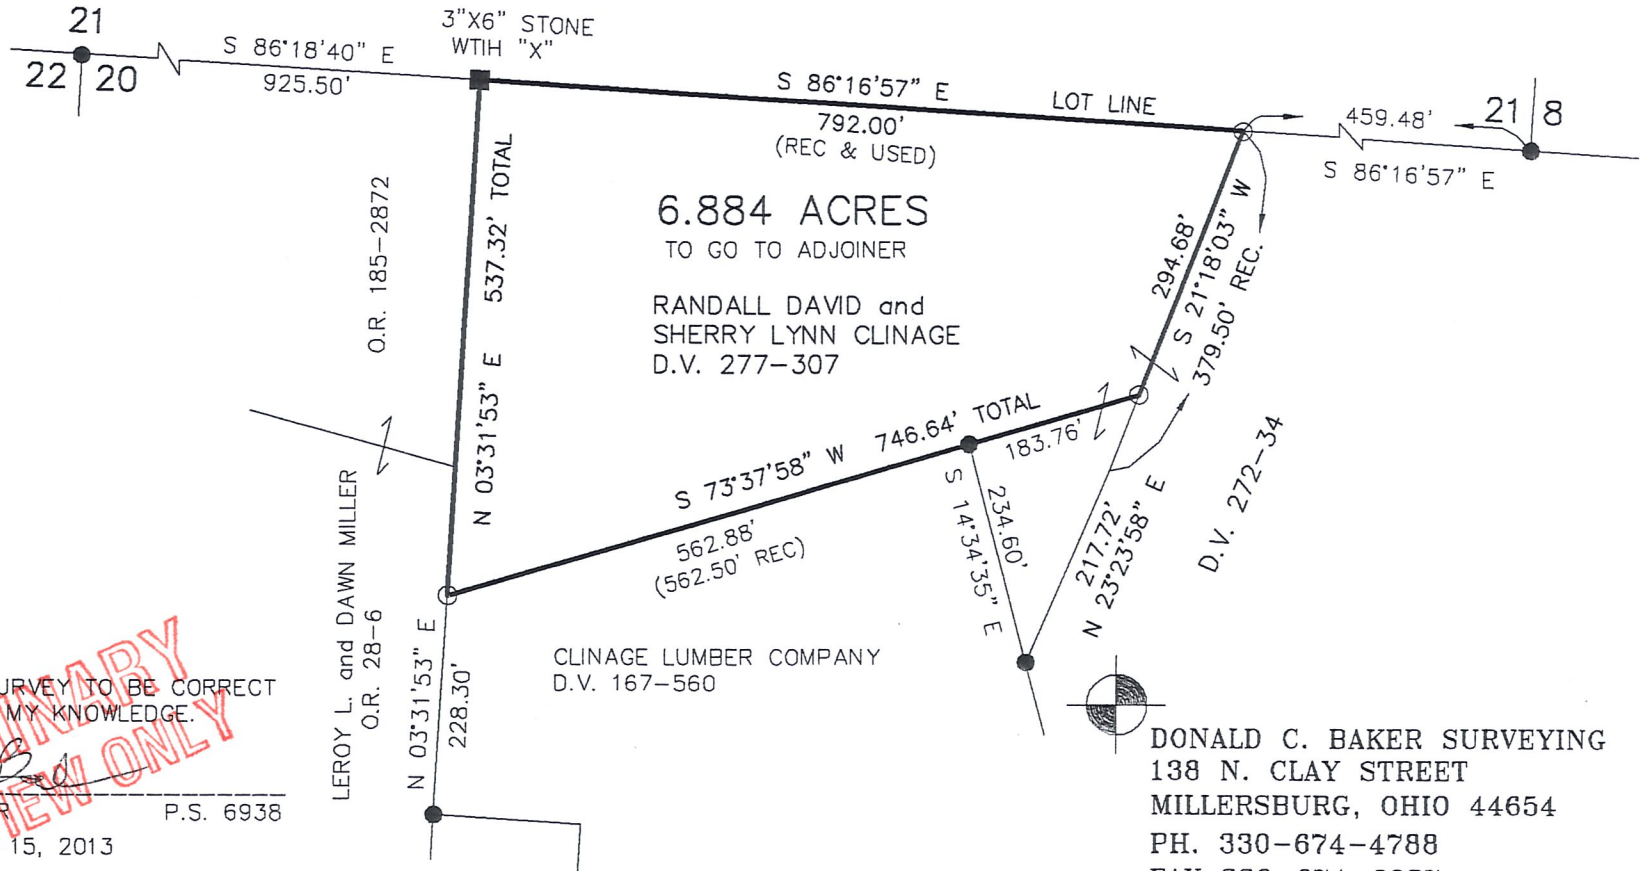 21
22 20
S 86°18'40" E
925.50'
3"X6" STONE
WTIH "X"
S 86°16'57" E
792.00'
(REC & USED)
LOT LINE
459.48'
21 8
S 86°16'57" E
O.R. 185-2872
N 03°31'53" E 537.32' TOTAL
6.884 ACRES
TO GO TO ADJOINER
RANDALL DAVID and
SHERRY LYNN CLINAGE
D.V. 277-307
294.68'
S 21°18'03" W
379.50' REC.
S 73°37'58" W 746.64' TOTAL
183.76'
562.88'
(562.50' REC)
234.60'
S 14°34'35" E
217.72'
N 23°23'58" E
D.V. 272-34
LEROY L. and DAWN MILLER
O.R. 28-6
N 03°31'53" E
228.30'
CLINAGE LUMBER COMPANY
D.V. 167-560
INARY
IEW ONLY
URVEY TO BE CORRECT
MY KNOWLEDGE.
R P.S. 6938
15, 2013
DONALD C. BAKER SURVEYING
138 N. CLAY STREET
MILLERSBURG, OHIO 44654
PH. 330-674-4788